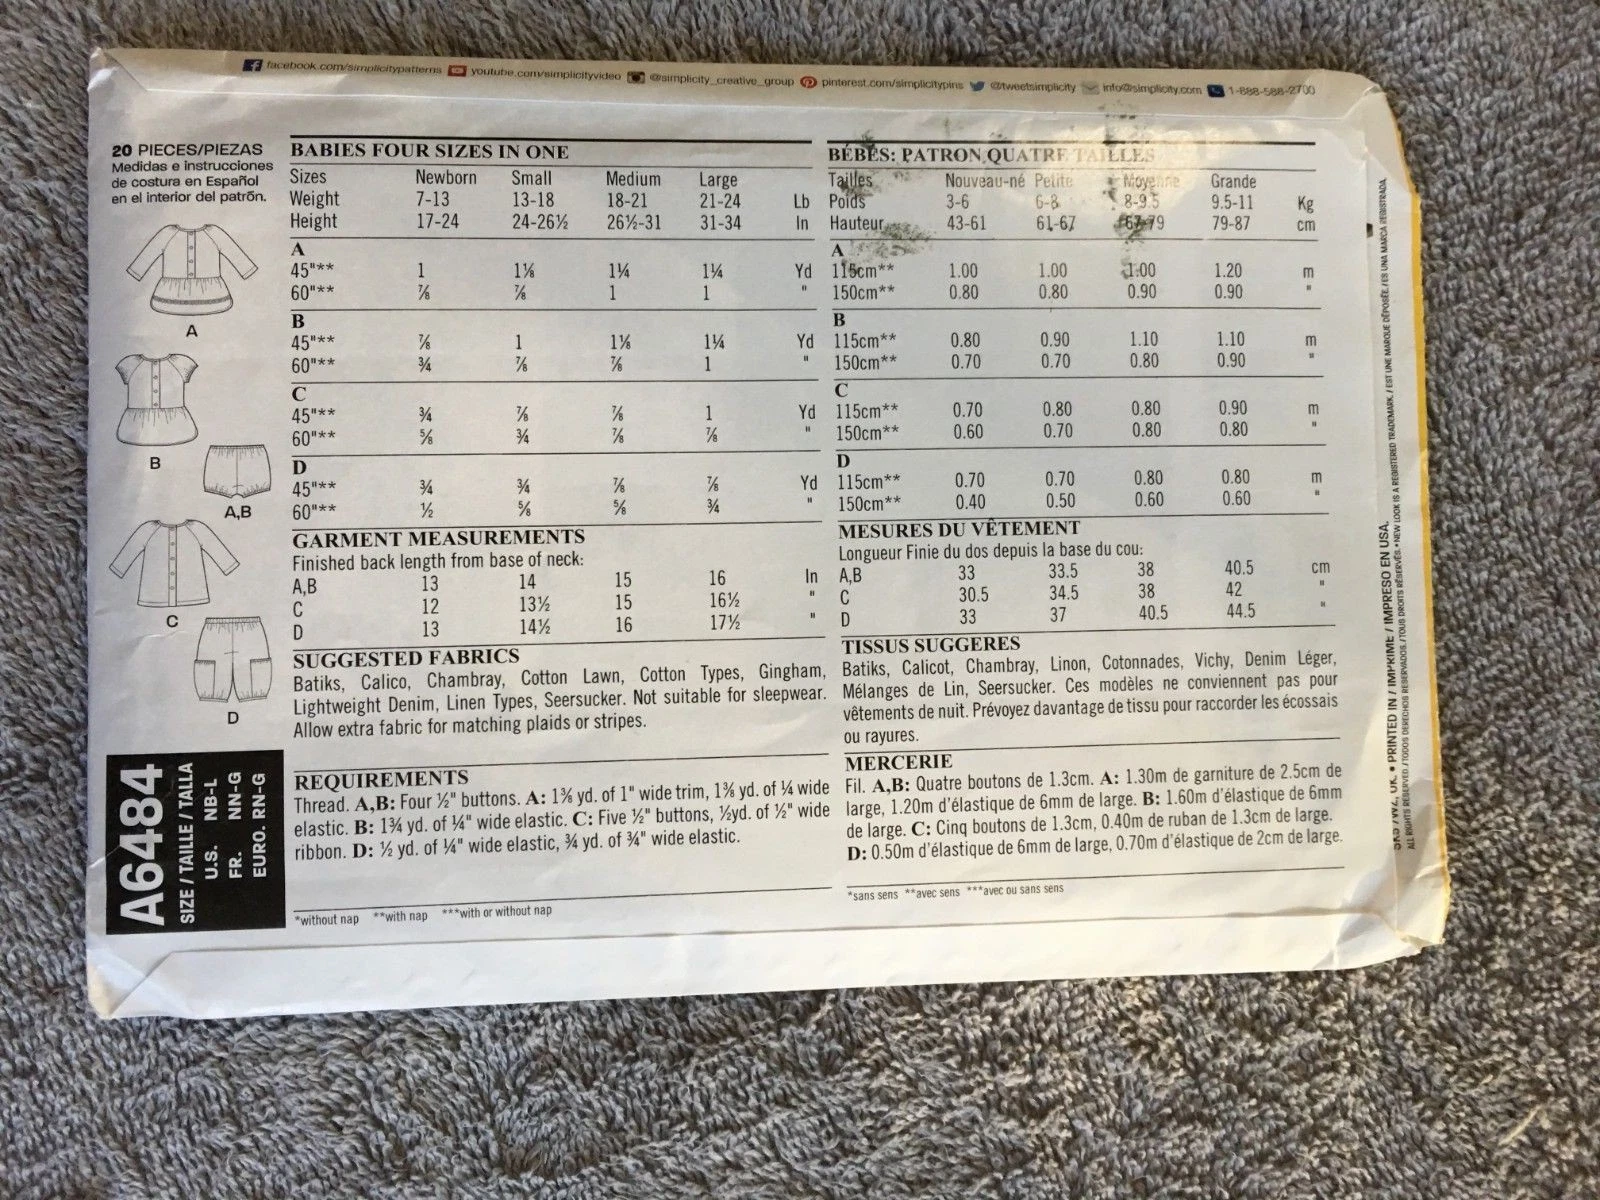 facebook.com/simplicitypatterns youtube.com/simplicityvideo @simplicity_creative_group pinterest.com/simplicitypins @tweetsimplicity info@simplicity.com 1-888-588-2700
20 PIECES/PIEZAS
Medidas e instrucciones
de costura en Español
en el interior del patrón.
A
B
A,B
C
D
A6484
SIZE / TAILLE / TALLA
U.S. NB-L
FR. NN-G
EURO. RN-G
BABIES FOUR SIZES IN ONE
Sizes Newborn Small Medium Large
Weight 7-13 13-18 18-21 21-24 Lb
Height 17-24 24-26½ 26½-31 31-34 In
A
45"** 1 1⅛ 1¼ 1¼ Yd
60"** ⅞ ⅞ 1 1 "
B
45"** ⅞ 1 1⅛ 1¼ Yd
60"** ¾ ⅞ ⅞ 1 "
C
45"** ¾ ⅞ ⅞ 1 Yd
60"** ⅝ ¾ ⅞ ⅞ "
D
45"** ¾ ¾ ⅞ ⅞ Yd
60"** ½ ⅝ ⅝ ¾ "
GARMENT MEASUREMENTS
Finished back length from base of neck:
A,B 13 14 15 16 In
C 12 13½ 15 16½ "
D 13 14½ 16 17½ "
SUGGESTED FABRICS
Batiks, Calico, Chambray, Cotton Lawn, Cotton Types, Gingham,
Lightweight Denim, Linen Types, Seersucker. Not suitable for sleepwear.
Allow extra fabric for matching plaids or stripes.
REQUIREMENTS
Thread. A,B: Four ½" buttons. A: 1⅜ yd. of 1" wide trim, 1⅜ yd. of ¼ wide
elastic. B: 1¾ yd. of ¼" wide elastic. C: Five ½" buttons, ½yd. of ½" wide
ribbon. D: ½ yd. of ¼" wide elastic, ¾ yd. of ¾" wide elastic.
*without nap **with nap ***with or without nap
BÉBÉS: PATRON QUATRE TAILLES
Tailles Nouveau-né Petite Moyenne Grande
Poids 3-6 6-8 8-9.5 9.5-11 Kg
Hauteur 43-61 61-67 67-79 79-87 cm
A
115cm** 1.00 1.00 1.00 1.20 m
150cm** 0.80 0.80 0.90 0.90 "
B
115cm** 0.80 0.90 1.10 1.10 m
150cm** 0.70 0.70 0.80 0.90 "
C
115cm** 0.70 0.80 0.80 0.90 m
150cm** 0.60 0.70 0.80 0.80 "
D
115cm** 0.70 0.70 0.80 0.80 m
150cm** 0.40 0.50 0.60 0.60 "
MESURES DU VÊTEMENT
Longueur Finie du dos depuis la base du cou:
A,B 33 33.5 38 40.5 cm
C 30.5 34.5 38 42 "
D 33 37 40.5 44.5 "
TISSUS SUGGERES
Batiks, Calicot, Chambray, Linon, Cotonnades, Vichy, Denim Léger,
Mélanges de Lin, Seersucker. Ces modèles ne conviennent pas pour
vêtements de nuit. Prévoyez davantage de tissu pour raccorder les écossais
ou rayures.
MERCERIE
Fil. A,B: Quatre boutons de 1.3cm. A: 1.30m de garniture de 2.5cm de
large, 1.20m d'élastique de 6mm de large. B: 1.60m d'élastique de 6mm
de large. C: Cinq boutons de 1.3cm, 0.40m de ruban de 1.3cm de large.
D: 0.50m d'élastique de 6mm de large, 0.70m d'élastique de 2cm de large.
*sans sens **avec sens ***avec ou sans sens
• PRINTED IN / IMPRIMÉ / IMPRESO EN USA.
ALL RIGHTS RESERVED./TODOS DERECHOS RESERVADOS./TOUS DROITS RÉSERVÉS. • NEW LOOK IS A REGISTERED TRADEMARK. / EST UNE MARQUE DÉPOSÉE. / ES UNA MARCA REGISTRADA